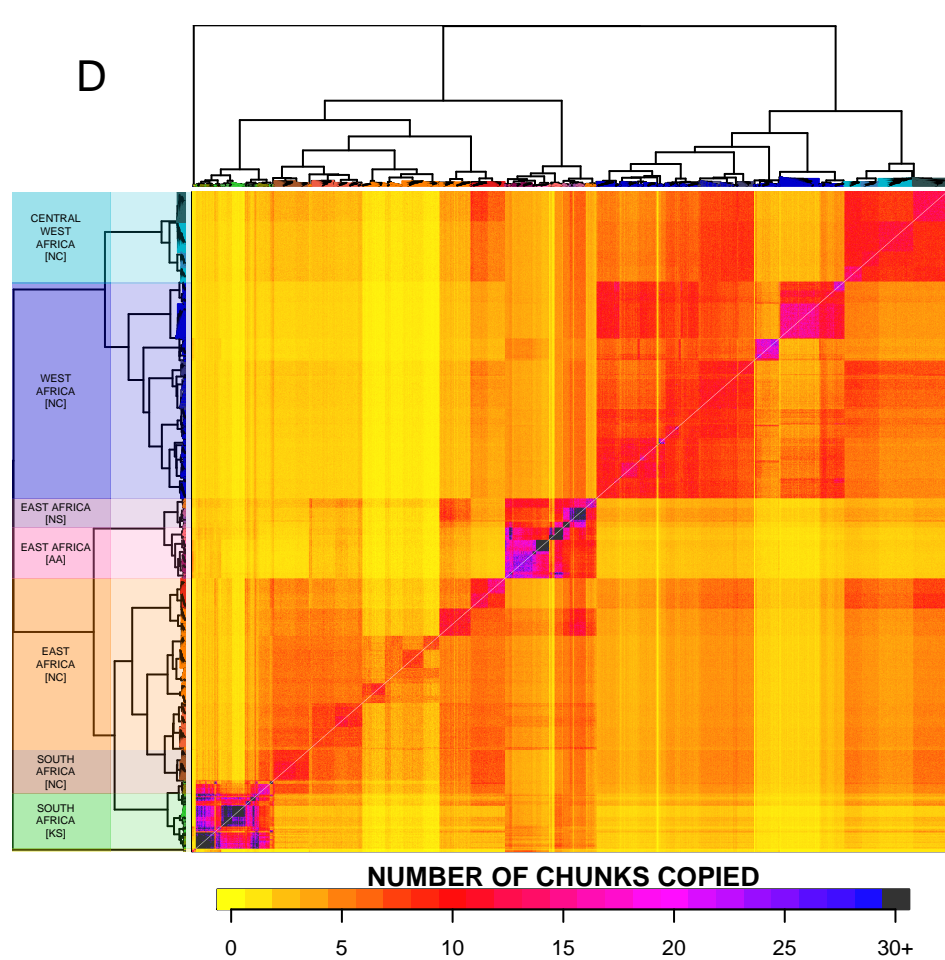 D
CENTRAL
WEST
AFRICA
[NC]
WEST
AFRICA
[NC]
EAST AFRICA
[NS]
EAST AFRICA
[AA]
EAST
AFRICA
[NC]
SOUTH
AFRICA
[NC]
SOUTH
AFRICA
[KS]
NUMBER OF CHUNKS COPIED
0 5 10 15 20 25 30+